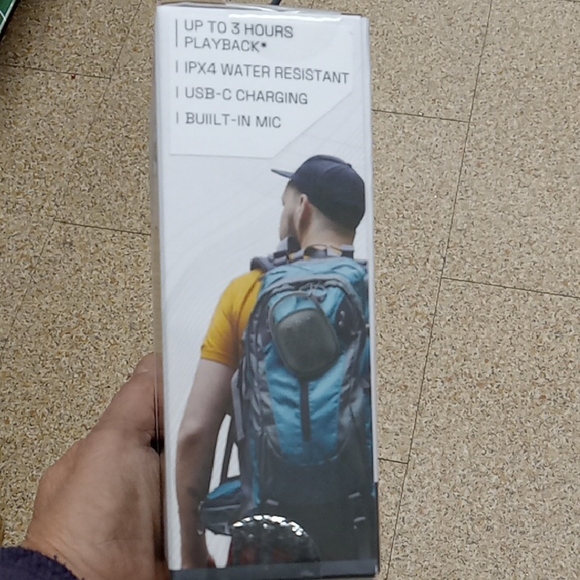 UP TO 3 HOURS
PLAYBACK*
IPX4 WATER RESISTANT
USB-C CHARGING
BUIILT-IN MIC